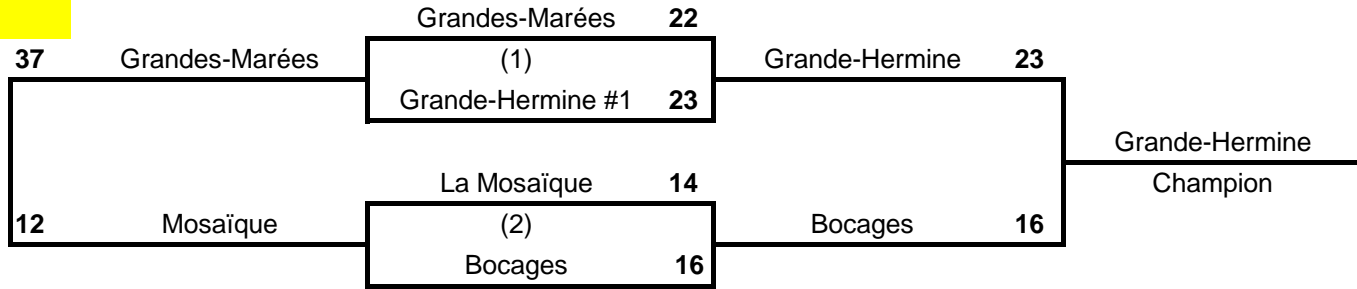 Grandes-Marées 22
37 Grandes-Marées (1) Grande-Hermine 23
Grande-Hermine #1 23
Grande-Hermine
La Mosaïque 14 Champion
12 Mosaïque (2) Bocages 16
Bocages 16